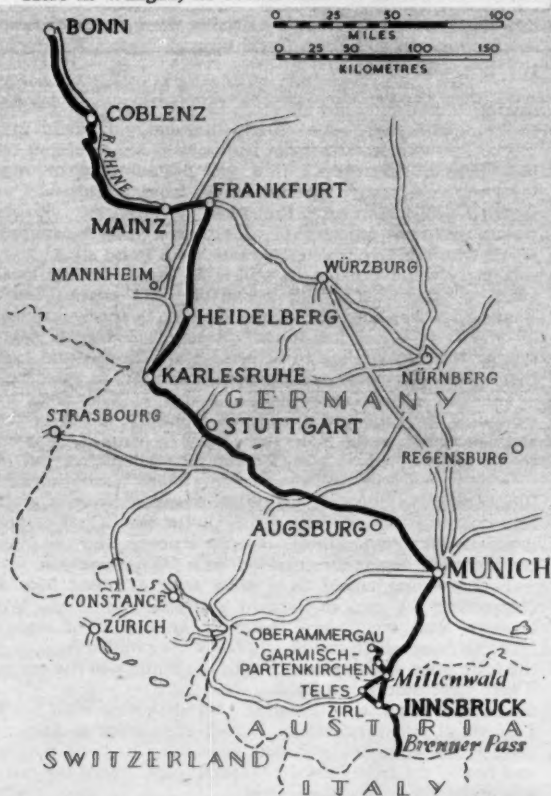 BONN
0 50 100
MILES
0 25 50 100 150
KILOMETRES
COBLENZ
R. RHINE
FRANKFURT
MAINZ
WÜRZBURG
MANNHEIM
HEIDELBERG
KARLESRUHE
NÜRNBERG
GERMANY
STRASBOURG
STUTTGART
REGENSBURG
AUGSBURG
MUNICH
CONSTANCE
ZÜRICH
OBERAMMERGAU
GARMISCH-
PARTENKIRCHEN
Mittenwald
TELFS
ZIRL
INNSBRUCK
AUSTRIA
Brenner Pass
SWITZERLAND
ITALY